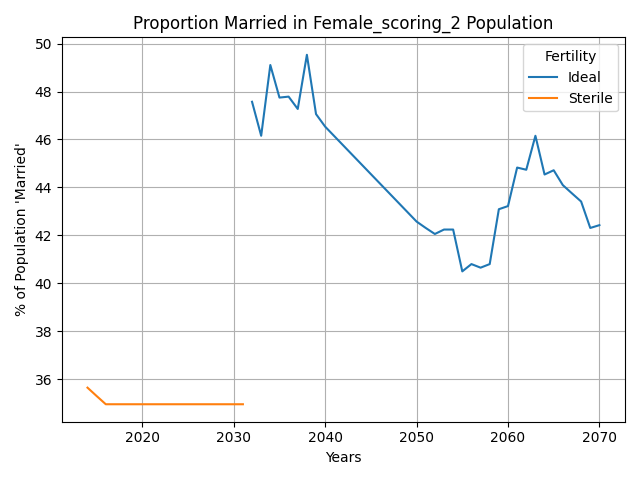 Proportion Married in Female_scoring_2 Population
% of Population 'Married'
50
48
46
44
42
40
38
36
Fertility
Ideal
Sterile
2020 2030 2040 2050 2060 2070
Years